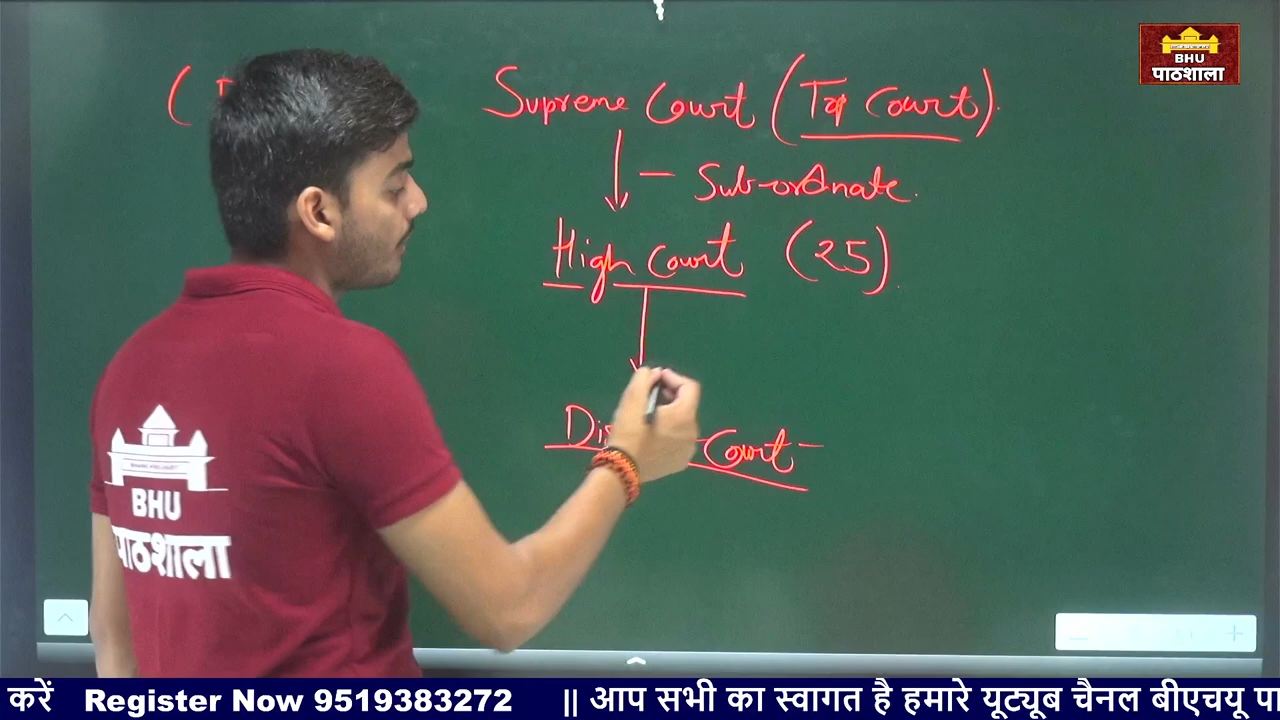 BHU
पाठशाला
Supreme Court (Top Court).
— Sub-ordinate.
High Court (25)
Court
BHU
पाठशाला
करें Register Now 9519383272 || आप सभी का स्वागत है हमारे यूट्यूब चैनल बीएचयू